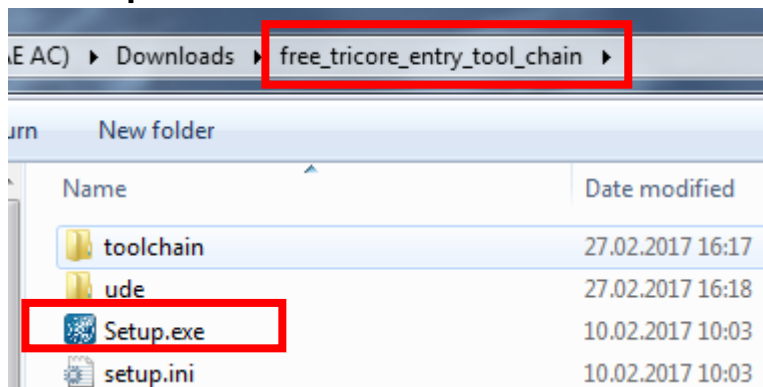 E AC) ▸ Downloads ▸ free_tricore_entry_tool_chain ▸
New folder
Name Date modified
toolchain 27.02.2017 16:17
ude 27.02.2017 16:18
Setup.exe 10.02.2017 10:03
setup.ini 10.02.2017 10:03